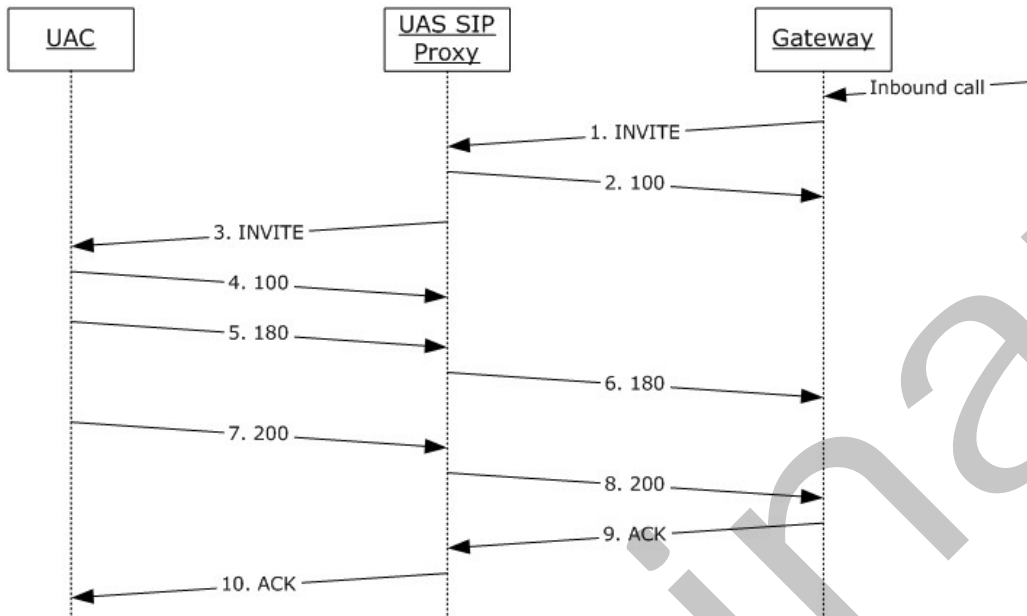 UAC
UAS SIP
Proxy
Gateway
Inbound call
1. INVITE
2. 100
3. INVITE
4. 100
5. 180
6. 180
7. 200
8. 200
9. ACK
10. ACK
ina